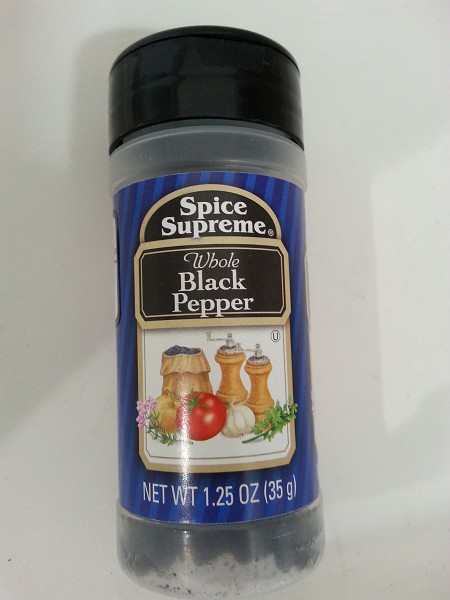 Spice
Supreme®
Whole
Black
Pepper
U
NET WT 1.25 OZ (35 g)